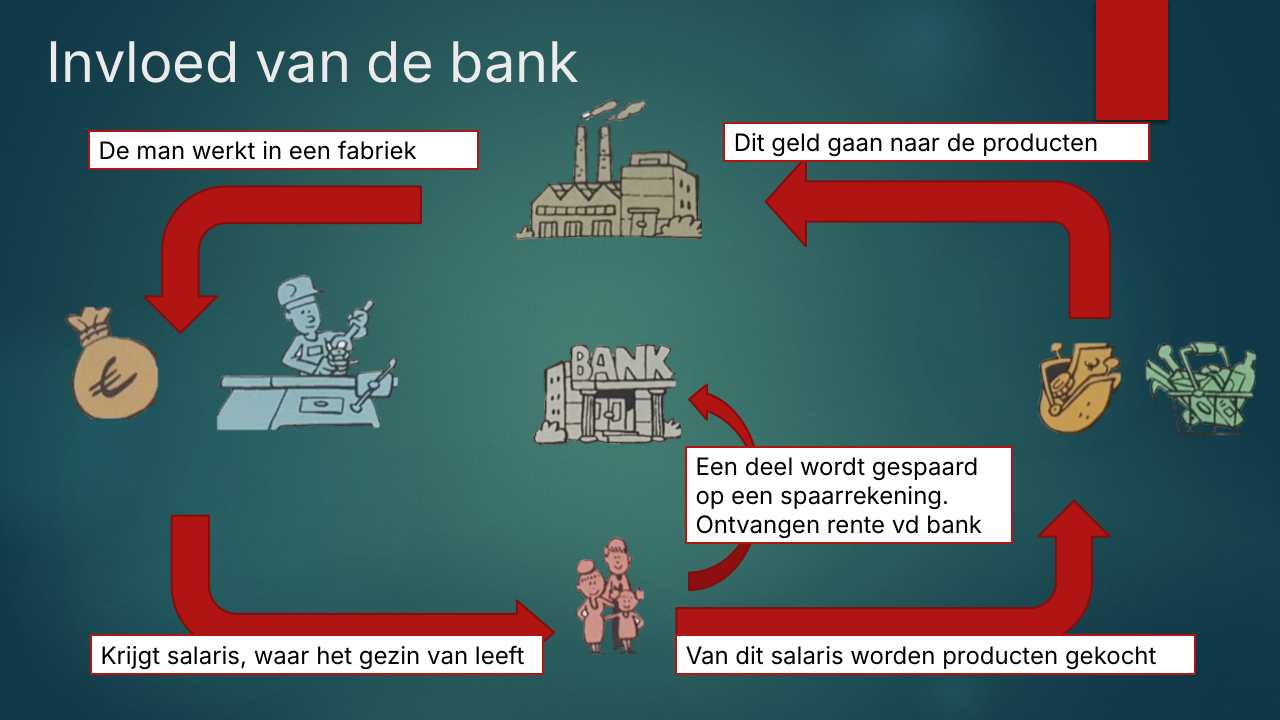 Invloed van de bank
De man werkt in een fabriek
Dit geld gaan naar de producten
€
BANK
Een deel wordt gespaard
op een spaarrekening.
Ontvangen rente vd bank
Krijgt salaris, waar het gezin van leeft
Van dit salaris worden producten gekocht